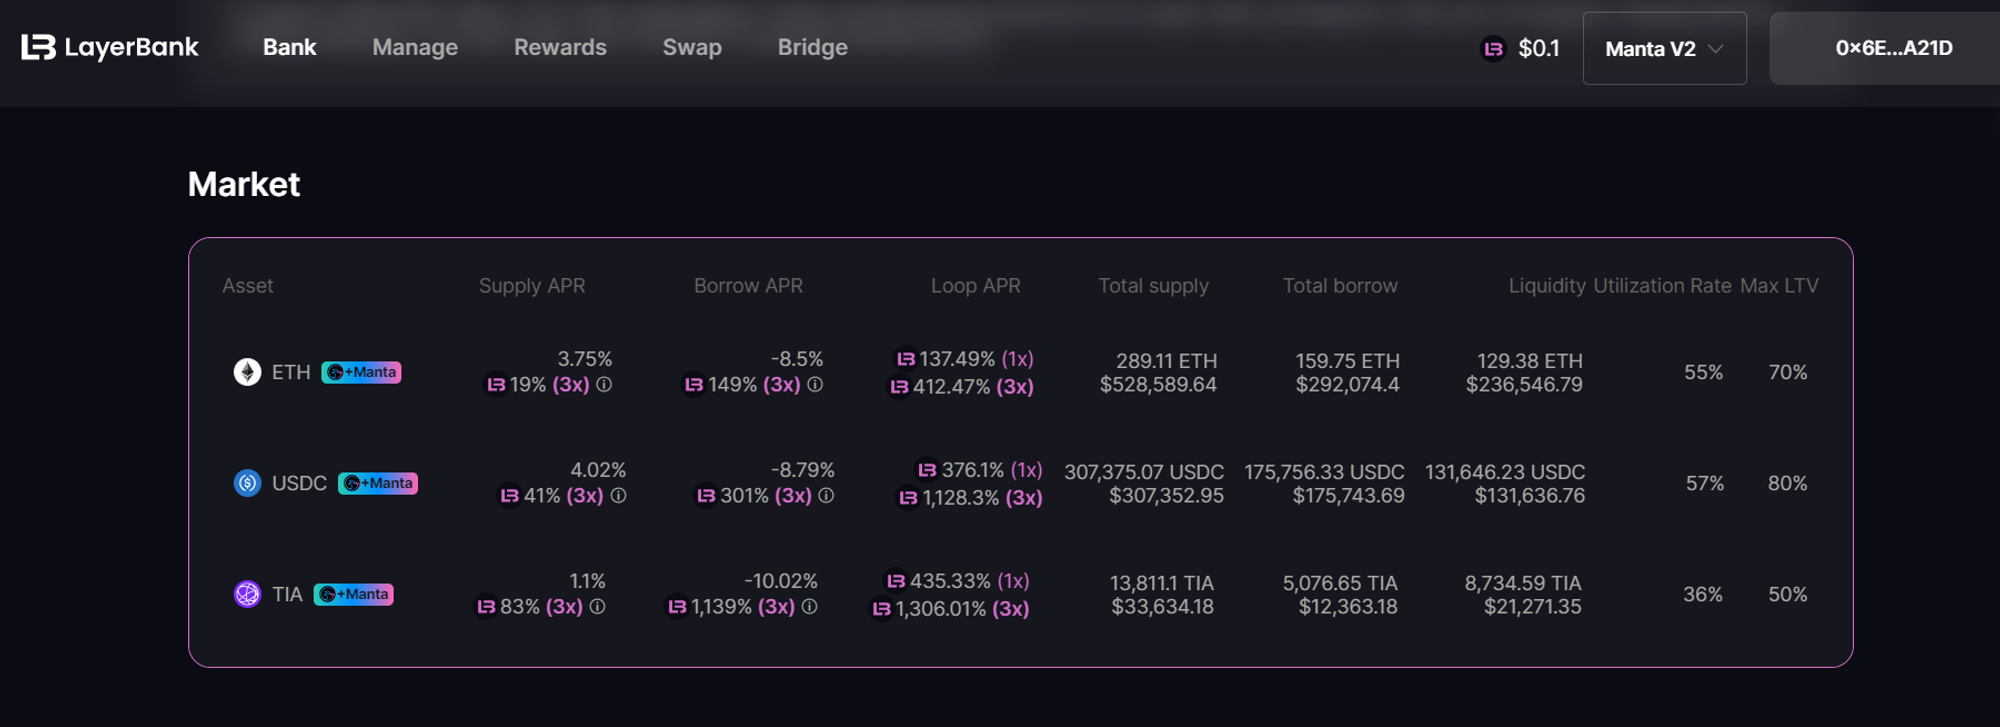 LayerBank Bank Manage Rewards Swap Bridge $0.1 Manta V2 0×6E...A21D
Market
Asset Supply APR Borrow APR Loop APR Total supply Total borrow Liquidity Utilization Rate Max LTV
3.75% -8.5% 137.49% (1x) 289.11 ETH 159.75 ETH 129.38 ETH
ETH +Manta 55% 70%
19% (3x) 149% (3x) 412.47% (3x) $528,589.64 $292,074.4 $236,546.79
4.02% -8.79% 376.1% (1x) 307,375.07 USDC 175,756.33 USDC 131,646.23 USDC
USDC +Manta 57% 80%
41% (3x) 301% (3x) 1,128.3% (3x) $307,352.95 $175,743.69 $131,636.76
1.1% -10.02% 435.33% (1x) 13,811.1 TIA 5,076.65 TIA 8,734.59 TIA
TIA +Manta 36% 50%
83% (3x) 1,139% (3x) 1,306.01% (3x) $33,634.18 $12,363.18 $21,271.35